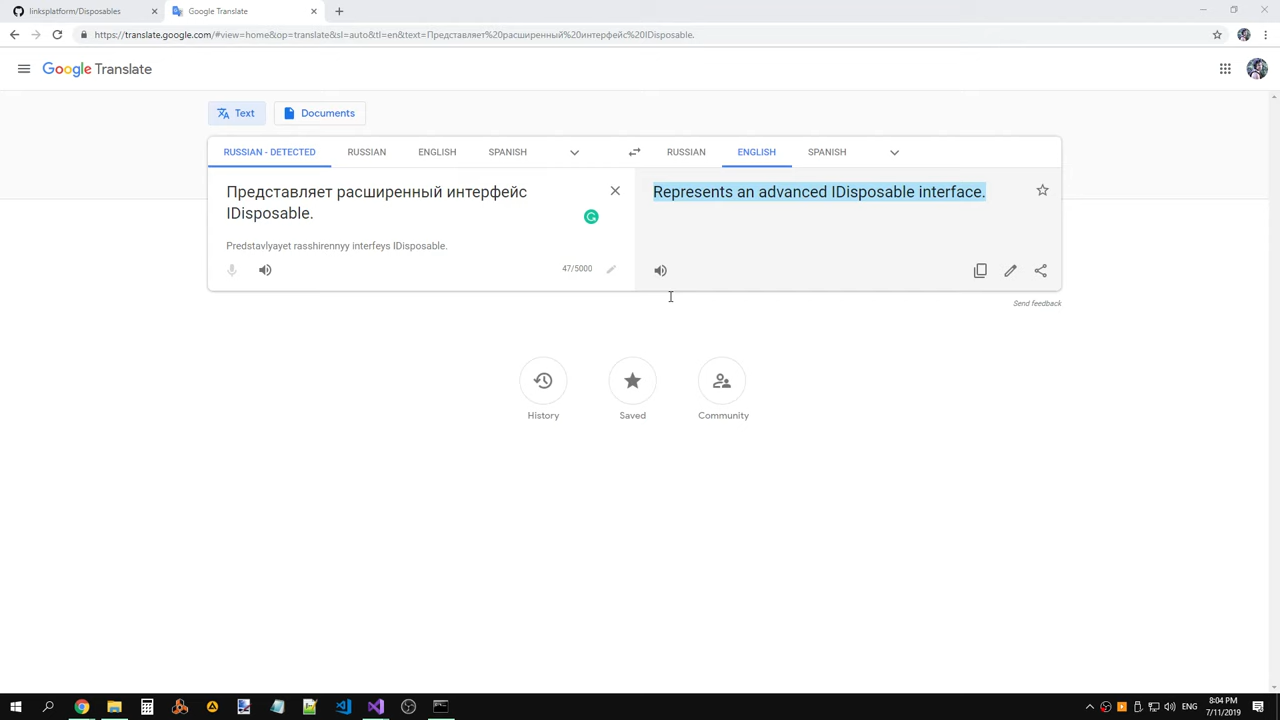 linksplatform/Disposables
Google Translate
https://translate.google.com/#view=home&op=translate&sl=auto&tl=en&text=Представляет%20расширенный%20интерфейс%20IDisposable.
Google Translate
Text
Documents
RUSSIAN - DETECTED
RUSSIAN
ENGLISH
SPANISH
RUSSIAN
ENGLISH
SPANISH
Представляет расширенный интерфейс
IDisposable.
Predstavlyayet rasshirennyy interfeys IDisposable.
47/5000
Represents an advanced IDisposable interface.
Send feedback
History
Saved
Community
ENG
8:04 PM
7/11/2019